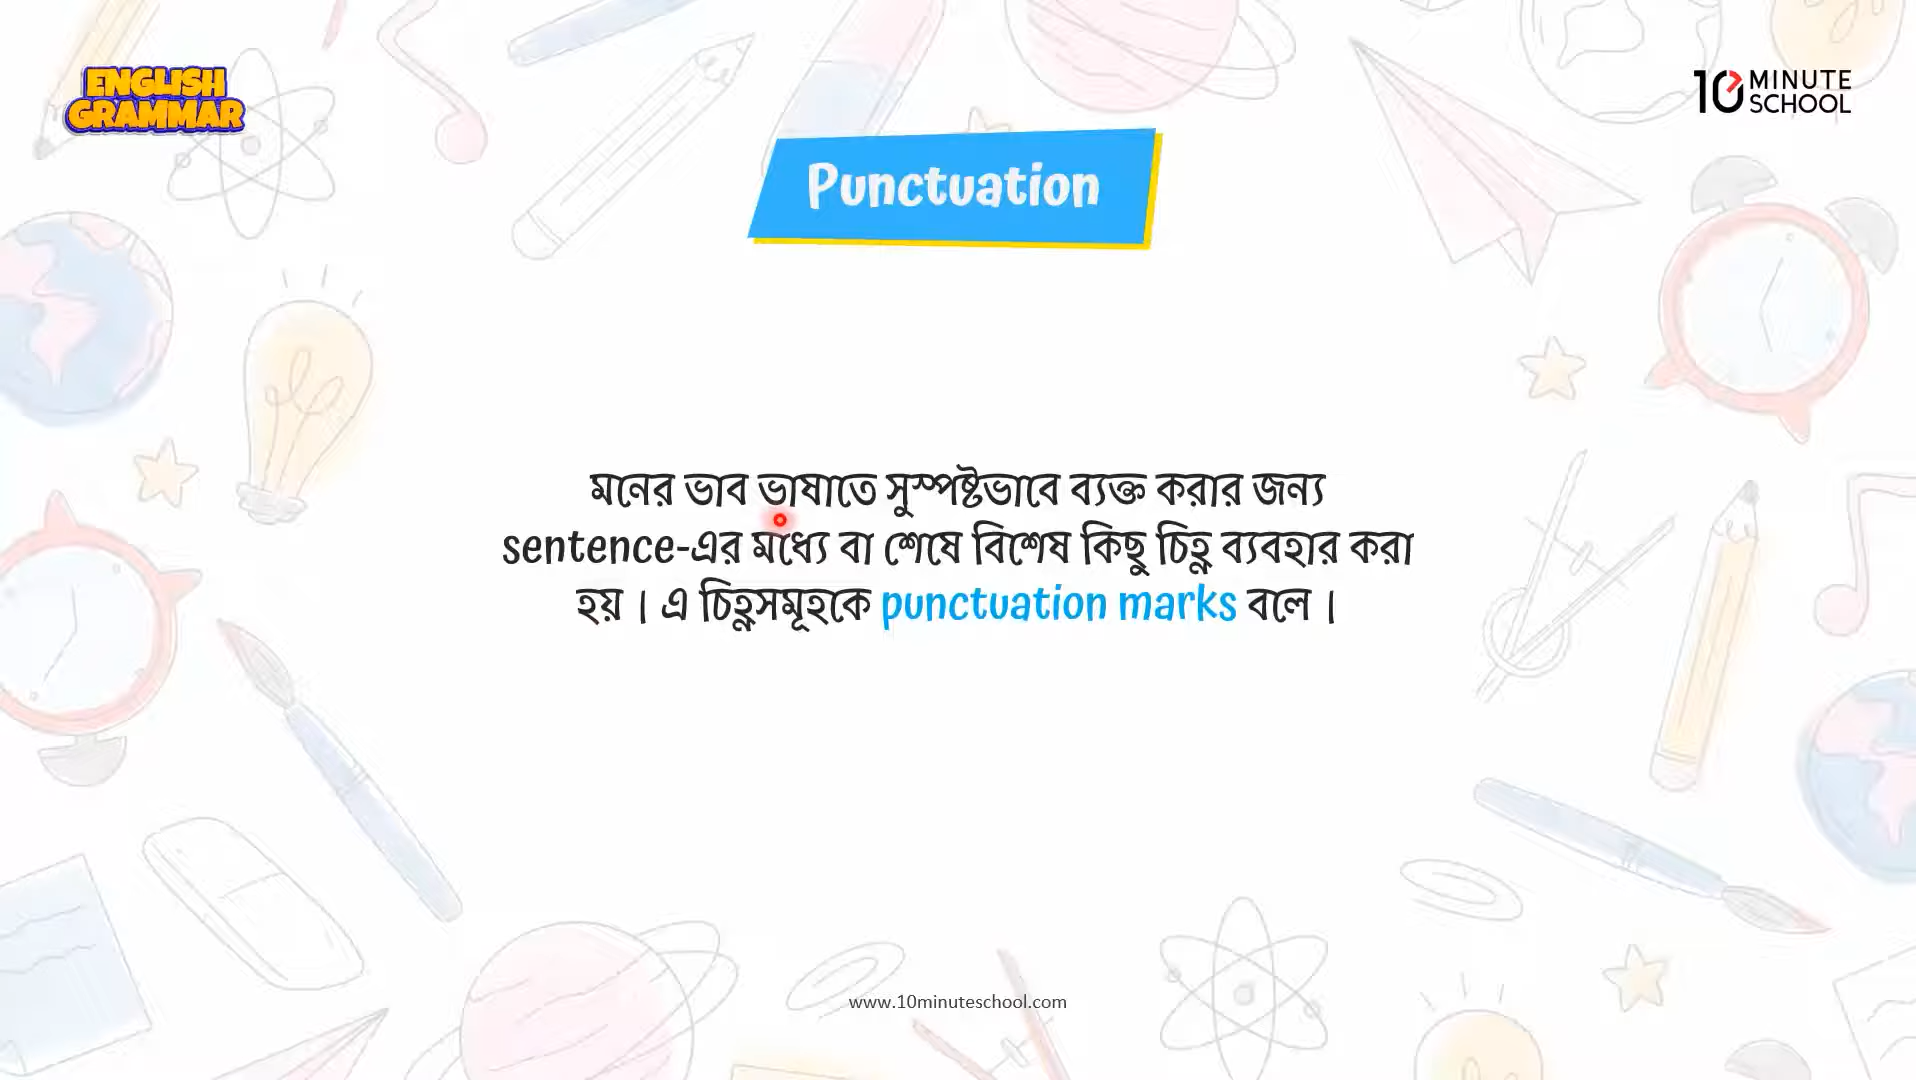 ENGLISH
GRAMMAR
10 MINUTE
SCHOOL
Punctuation
মনের ভাব ভাষাতে সুস্পষ্টভাবে ব্যক্ত করার জন্য
sentence-এর মধ্যে বা শেষে বিশেষ কিছু চিহ্ণ ব্যবহার করা
হয় । এ চিহ্ণসমূহকে punctuation marks বলে ।
www.10minuteschool.com